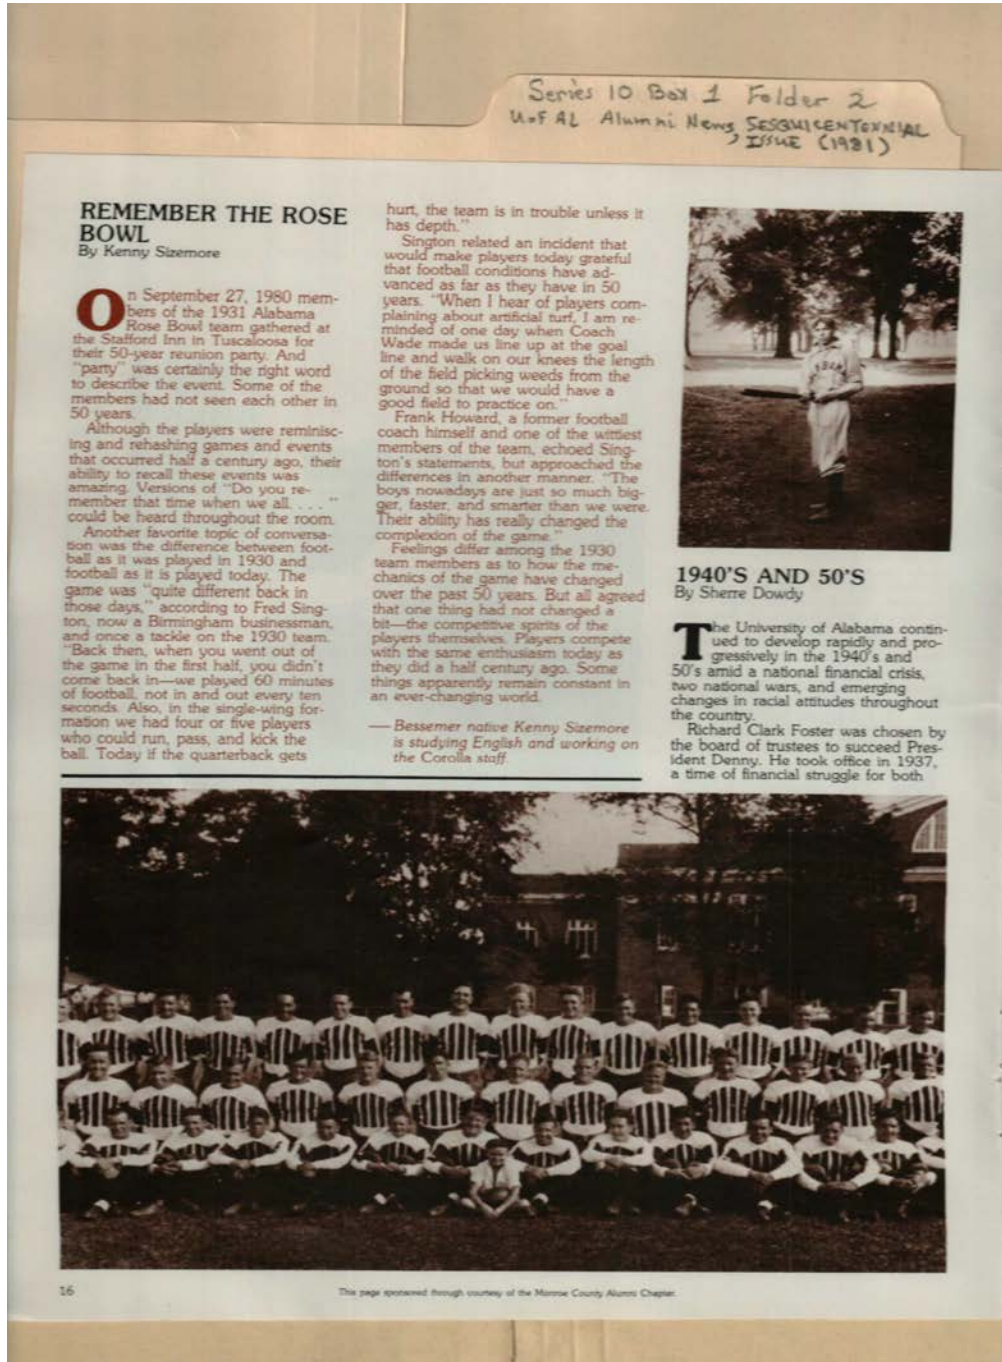 Series 10 Box 1 Folder 2
U of AL Alumni News, SESQUICENTENNIAL
ISSUE (1981)
REMEMBER THE ROSE
BOWL
By Kenny Sizemore
On September 27, 1980 mem-
bers of the 1931 Alabama
Rose Bowl team gathered at
the Stafford Inn in Tuscaloosa for
their 50-year reunion party. And
"party" was certainly the right word
to describe the event. Some of the
members had not seen each other in
50 years.
Although the players were reminisc-
ing and rehashing games and events
that occurred half a century ago, their
ability to recall these events was
amazing. Versions of "Do you re-
member that time when we all. . . . "
could be heard throughout the room.
Another favorite topic of conversa-
tion was the difference between foot-
ball as it was played in 1930 and
football as it is played today. The
game was "quite different back in
those days," according to Fred Sing-
ton, now a Birmingham businessman,
and once a tackle on the 1930 team.
"Back then, when you went out of
the game in the first half, you didn't
come back in—we played 60 minutes
of football, not in and out every ten
seconds. Also, in the single-wing for-
mation we had four or five players
who could run, pass, and kick the
ball. Today if the quarterback gets
hurt, the team is in trouble unless it
has depth."
Sington related an incident that
would make players today grateful
that football conditions have ad-
vanced as far as they have in 50
years. "When I hear of players com-
plaining about artificial turf, I am re-
minded of one day when Coach
Wade made us line up at the goal
line and walk on our knees the length
of the field picking weeds from the
ground so that we would have a
good field to practice on."
Frank Howard, a former football
coach himself and one of the wittiest
members of the team, echoed Sing-
ton's statements, but approached the
differences in another manner. "The
boys nowadays are just so much big-
ger, faster, and smarter than we were.
Their ability has really changed the
complexion of the game."
Feelings differ among the 1930
team members as to how the me-
chanics of the game have changed
over the past 50 years. But all agreed
that one thing had not changed a
bit—the competitive spirits of the
players themselves. Players compete
with the same enthusiasm today as
they did a half century ago. Some
things apparently remain constant in
an ever-changing world.
— Bessemer native Kenny Sizemore
is studying English and working on
the Corolla staff.
1940'S AND 50'S
By Sherre Dowdy
The University of Alabama contin-
ued to develop rapidly and pro-
gressively in the 1940's and
50's amid a national financial crisis,
two national wars, and emerging
changes in racial attitudes throughout
the country.
Richard Clark Foster was chosen by
the board of trustees to succeed Pres-
ident Denny. He took office in 1937,
a time of financial struggle for both
16
This page sponsored through courtesy of the Monroe County Alumni Chapter.